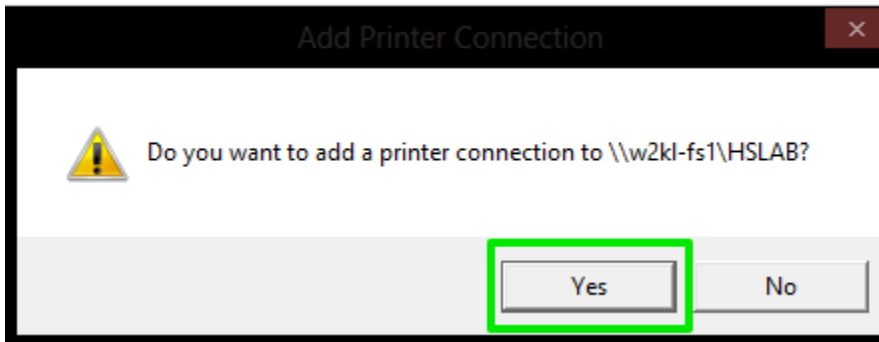 Add Printer Connection
Do you want to add a printer connection to \\w2kl-fs1\HSLAB?
Yes
No